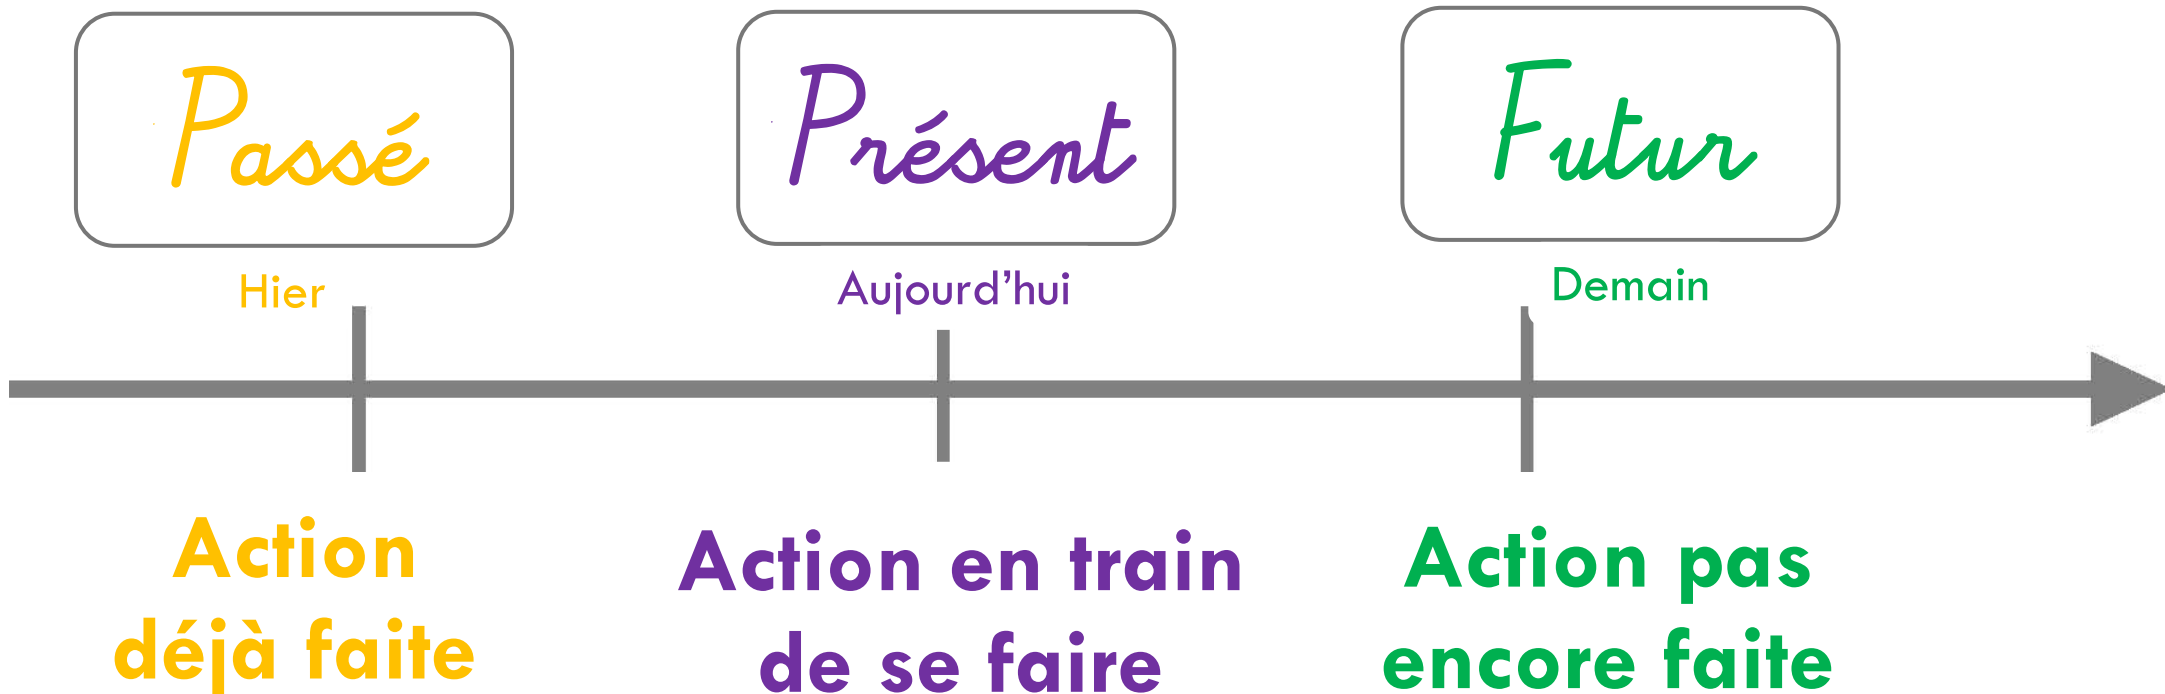 Passé
Présent
Futur
Hier
Aujourd’hui
Demain
Action
déjà faite
Action en train
de se faire
Action pas
encore faite